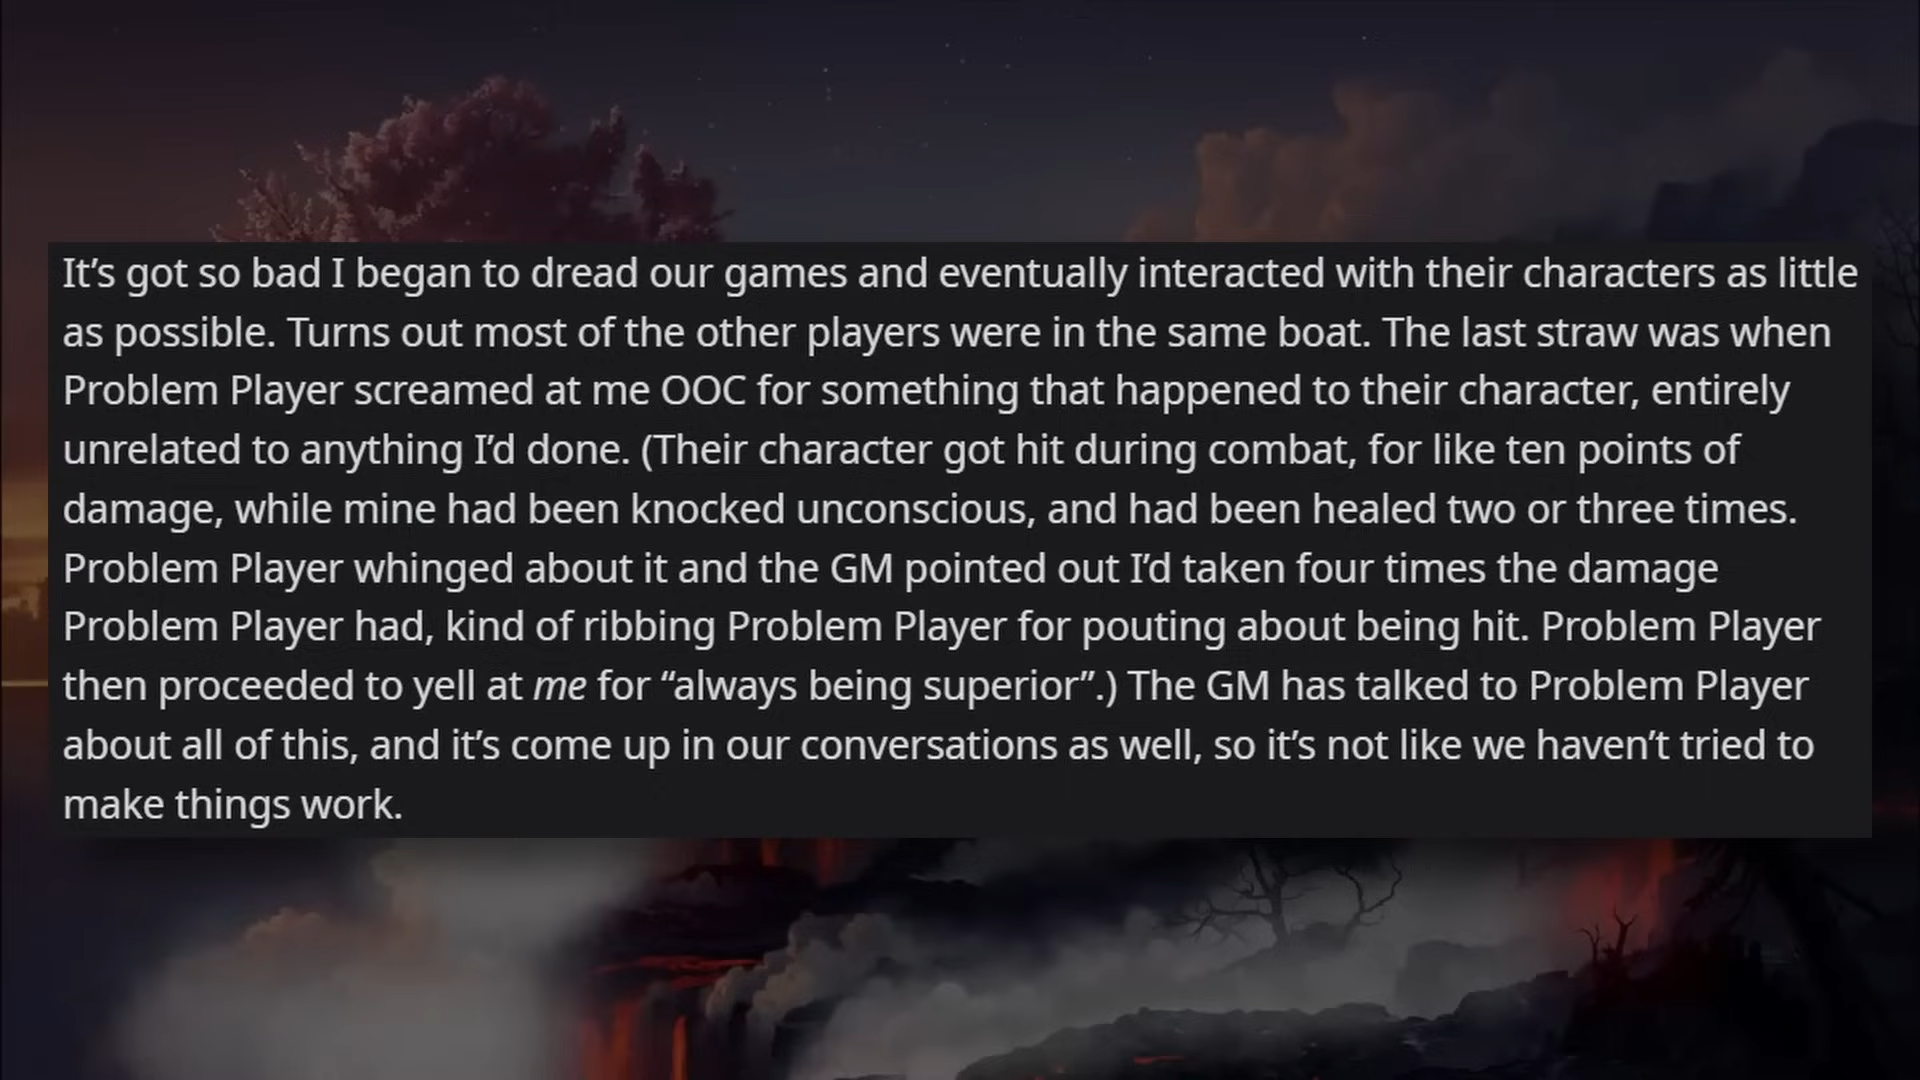 It’s got so bad I began to dread our games and eventually interacted with their characters as little
as possible. Turns out most of the other players were in the same boat. The last straw was when
Problem Player screamed at me OOC for something that happened to their character, entirely
unrelated to anything I’d done. (Their character got hit during combat, for like ten points of
damage, while mine had been knocked unconscious, and had been healed two or three times.
Problem Player whinged about it and the GM pointed out I’d taken four times the damage
Problem Player had, kind of ribbing Problem Player for pouting about being hit. Problem Player
then proceeded to yell at me for “always being superior”.) The GM has talked to Problem Player
about all of this, and it’s come up in our conversations as well, so it’s not like we haven’t tried to
make things work.